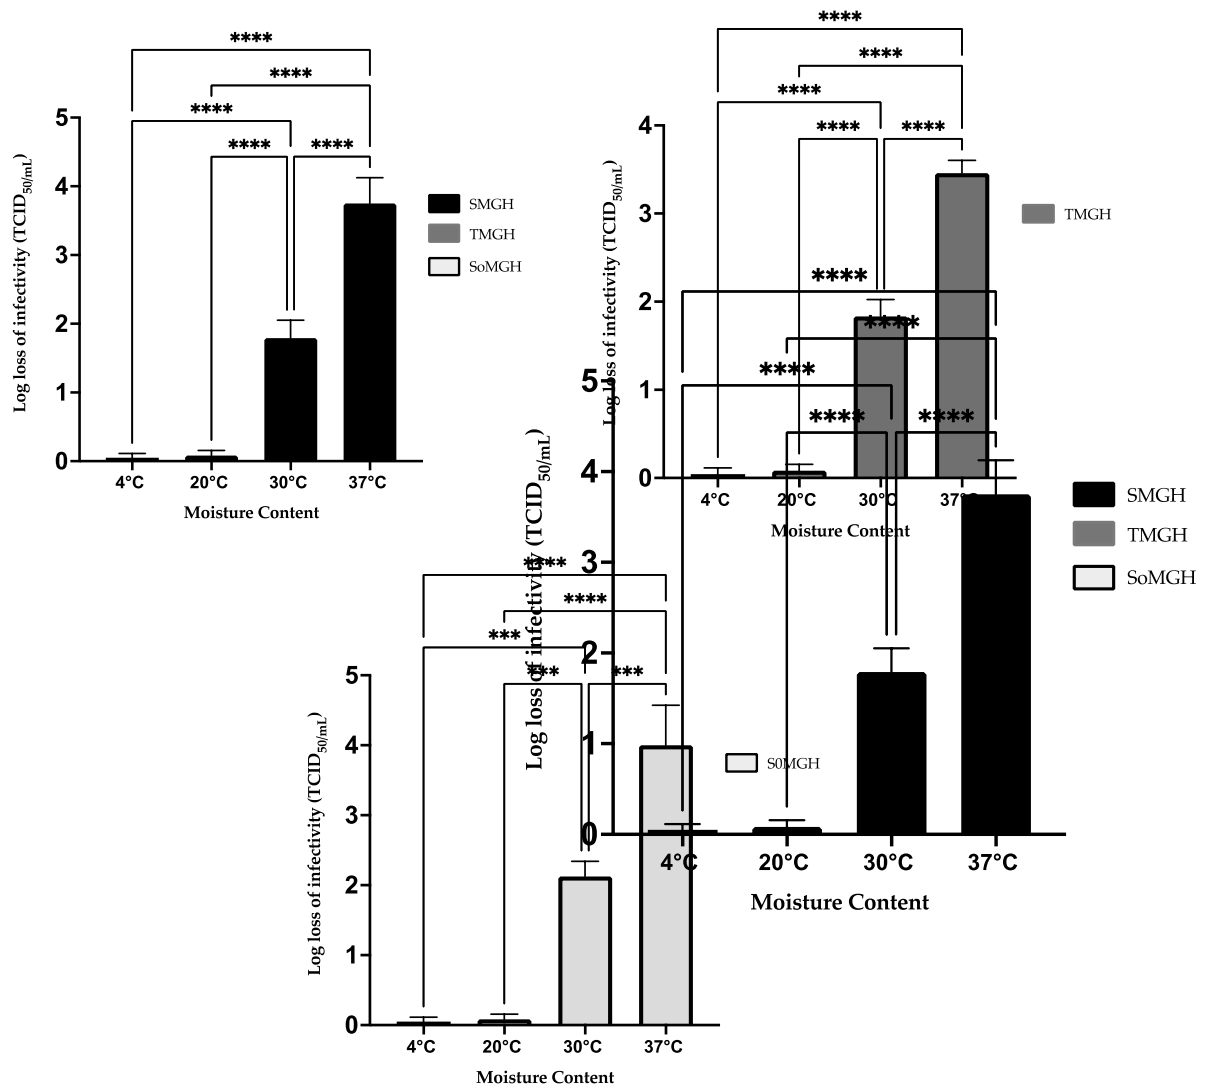 ****
****
****
****
****
5
4
3
2
1
0
Log loss of infectivity (TCID50/mL)
4°C 20°C 30°C 37°C
Moisture Content
SMGH
TMGH
SoMGH
****
****
****
****
****
4
3
2
1
0
Log loss of infectivity (TCID50/mL)
4°C 20°C 30°C 37°C
Moisture Content
TMGH
****
****
****
****
****
5
4
3
2
1
0
Log loss of infectivity (TCID50/mL)
4°C 20°C 30°C 37°C
Moisture Content
SMGH
TMGH
SoMGH
****
****
***
***
***
5
4
3
2
1
0
Log loss of infectivity (TCID50/mL)
4°C 20°C 30°C 37°C
Moisture Content
S0MGH